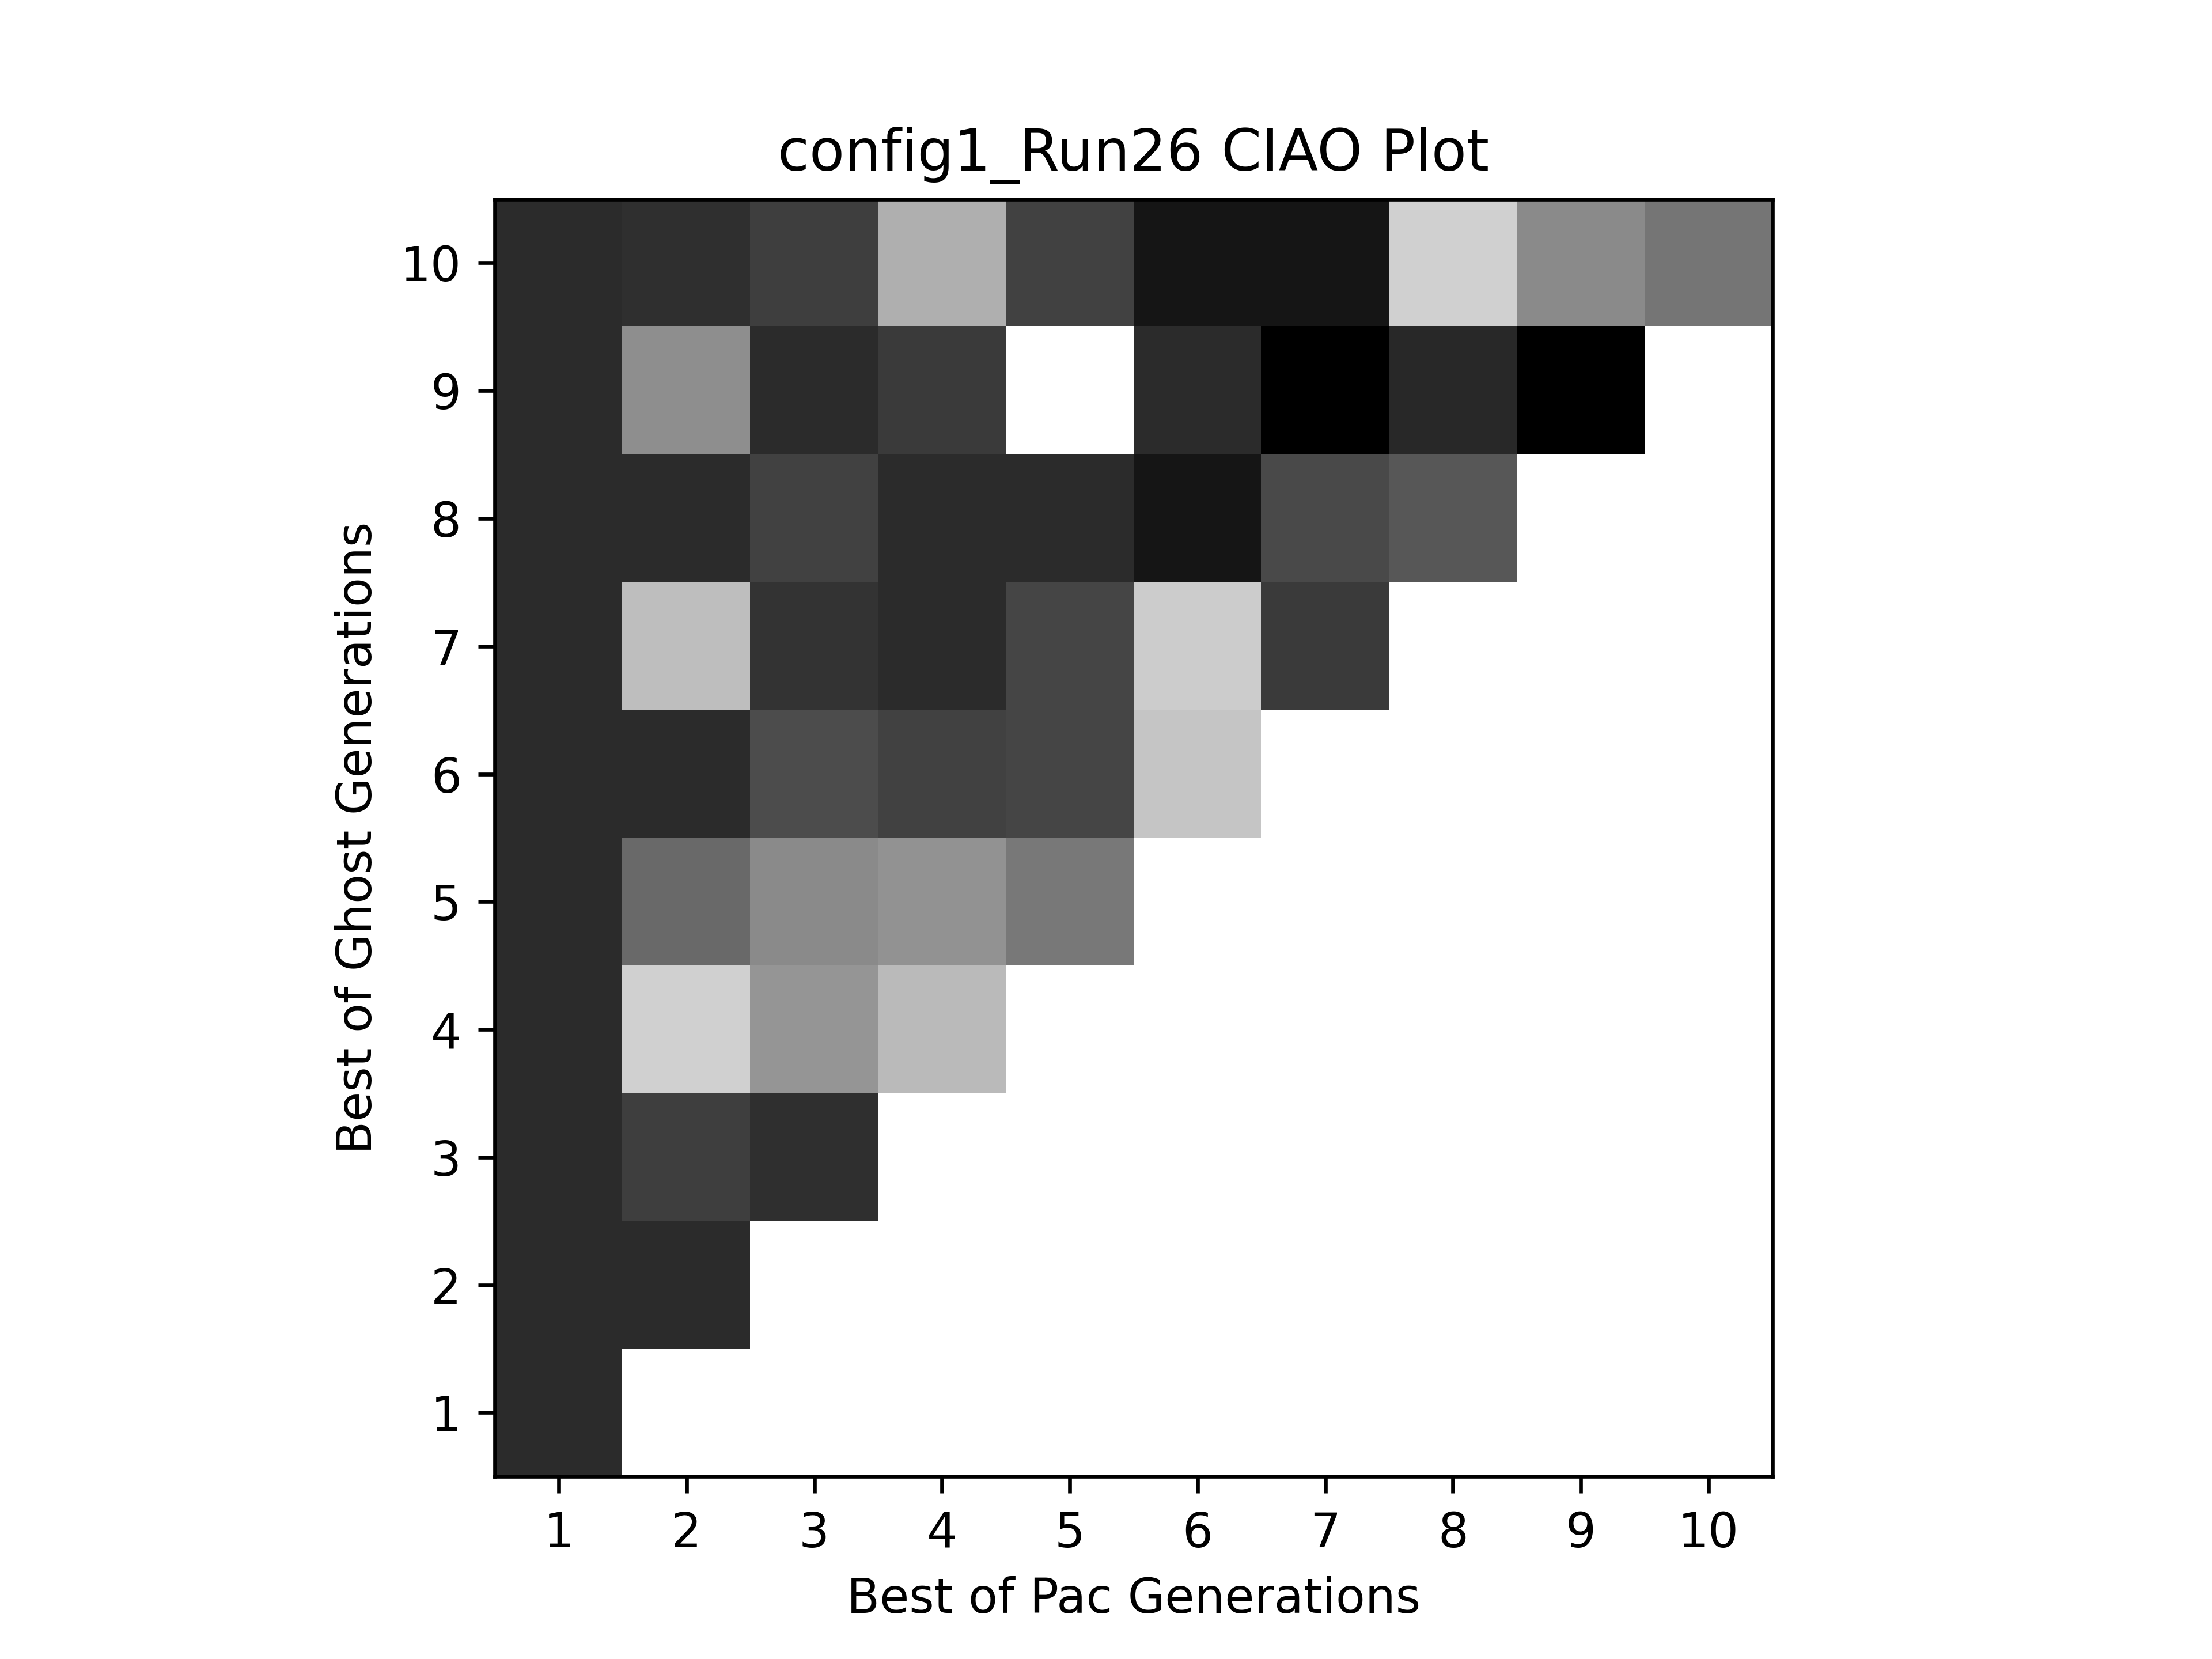 config1_Run26 CIAO Plot
Best of Ghost Generations
10
9
8
7
6
5
4
3
2
1
1 2 3 4 5 6 7 8 9 10
Best of Pac Generations